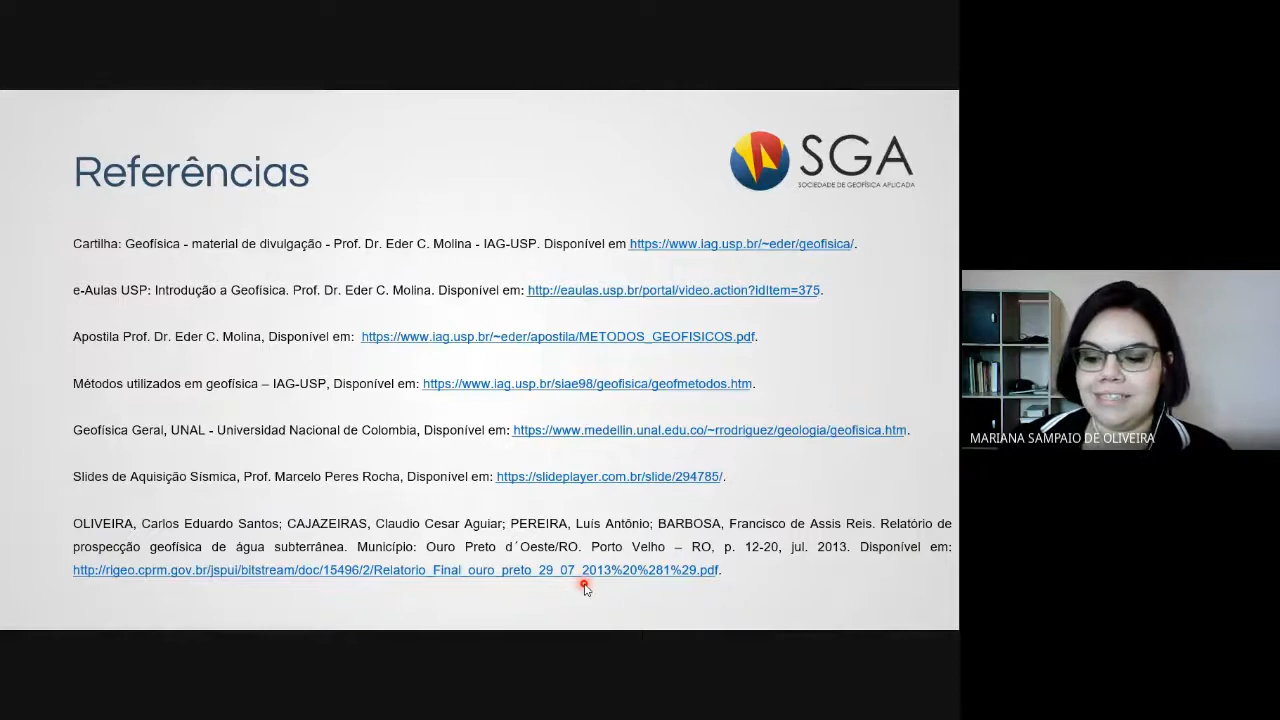 Referências
SGA
SOCIEDADE DE GEOFÍSICA APLICADA
Cartilha: Geofísica - material de divulgação - Prof. Dr. Eder C. Molina - IAG-USP. Disponível em https://www.iag.usp.br/~eder/geofisica/.
e-Aulas USP: Introdução a Geofísica. Prof. Dr. Eder C. Molina. Disponível em: http://eaulas.usp.br/portal/video.action?idItem=375.
Apostila Prof. Dr. Eder C. Molina, Disponível em: https://www.iag.usp.br/~eder/apostila/METODOS_GEOFISICOS.pdf.
Métodos utilizados em geofísica – IAG-USP, Disponível em: https://www.iag.usp.br/siae98/geofisica/geofmetodos.htm.
Geofísica Geral, UNAL - Universidad Nacional de Colombia, Disponível em: https://www.medellin.unal.edu.co/~rrodriguez/geologia/geofisica.htm.
Slides de Aquisição Sísmica, Prof. Marcelo Peres Rocha, Disponível em: https://slideplayer.com.br/slide/294785/.
OLIVEIRA, Carlos Eduardo Santos; CAJAZEIRAS, Claudio Cesar Aguiar; PEREIRA, Luís Antônio; BARBOSA, Francisco de Assis Reis. Relatório de
prospecção geofísica de água subterrânea. Município: Ouro Preto d´Oeste/RO. Porto Velho – RO, p. 12-20, jul. 2013. Disponível em:
http://rigeo.cprm.gov.br/jspui/bitstream/doc/15496/2/Relatorio_Final_ouro_preto_29_07_2013%20%281%29.pdf.
MARIANA SAMPAIO DE OLIVEIRA